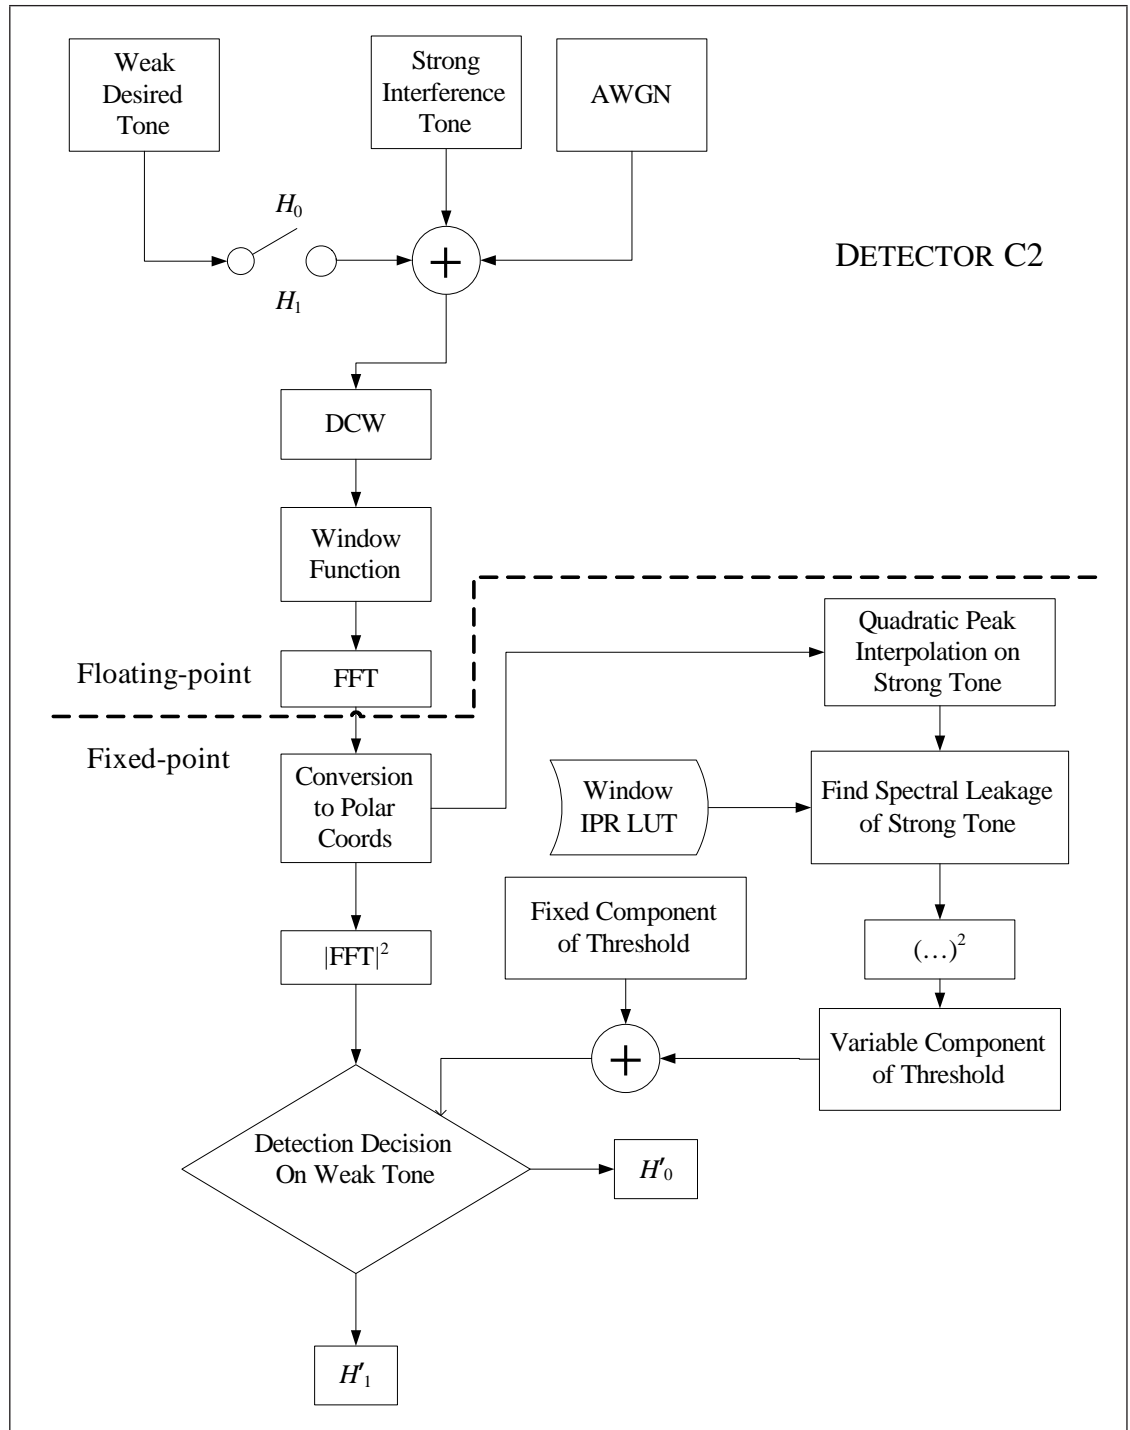 Weak
Desired
Tone
Strong
Interference
Tone
AWGN
H₀
H₁
+
DETECTOR C2
DCW
Window
Function
FFT
Floating-point
Fixed-point
Conversion
to Polar
Coords
Quadratic Peak
Interpolation on
Strong Tone
Window
IPR LUT
Find Spectral Leakage
of Strong Tone
Fixed Component
of Threshold
|FFT|²
(…)²
+
Variable Component
of Threshold
Detection Decision
On Weak Tone
H′₀
H′₁